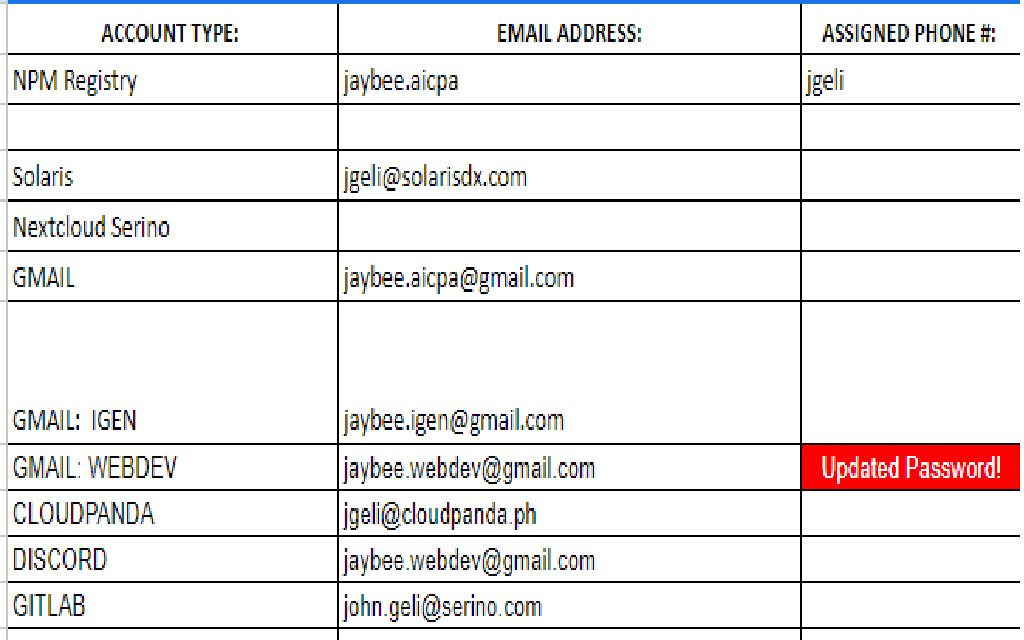 ACCOUNT TYPE: EMAIL ADDRESS: ASSIGNED PHONE #:
NPM Registry jaybee.aicpa jgeli
Solaris jgeli@solarisdx.com
Nextcloud Serino
GMAIL jaybee.aicpa@gmail.com
GMAIL: IGEN jaybee.igen@gmail.com
GMAIL: WEBDEV jaybee.webdev@gmail.com Updated Password!
CLOUDPANDA jgeli@cloudpanda.ph
DISCORD jaybee.webdev@gmail.com
GITLAB john.geli@serino.com